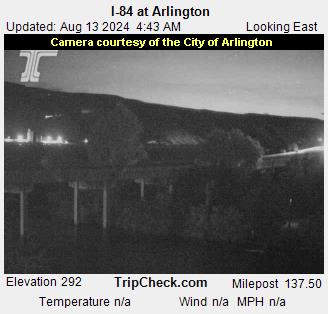 I-84 at Arlington
Updated: Aug 13 2024 4:43 AM Looking East
Camera courtesy of the City of Arlington
Elevation 292 TripCheck.com Milepost 137.50
Temperature n/a Wind n/a MPH n/a